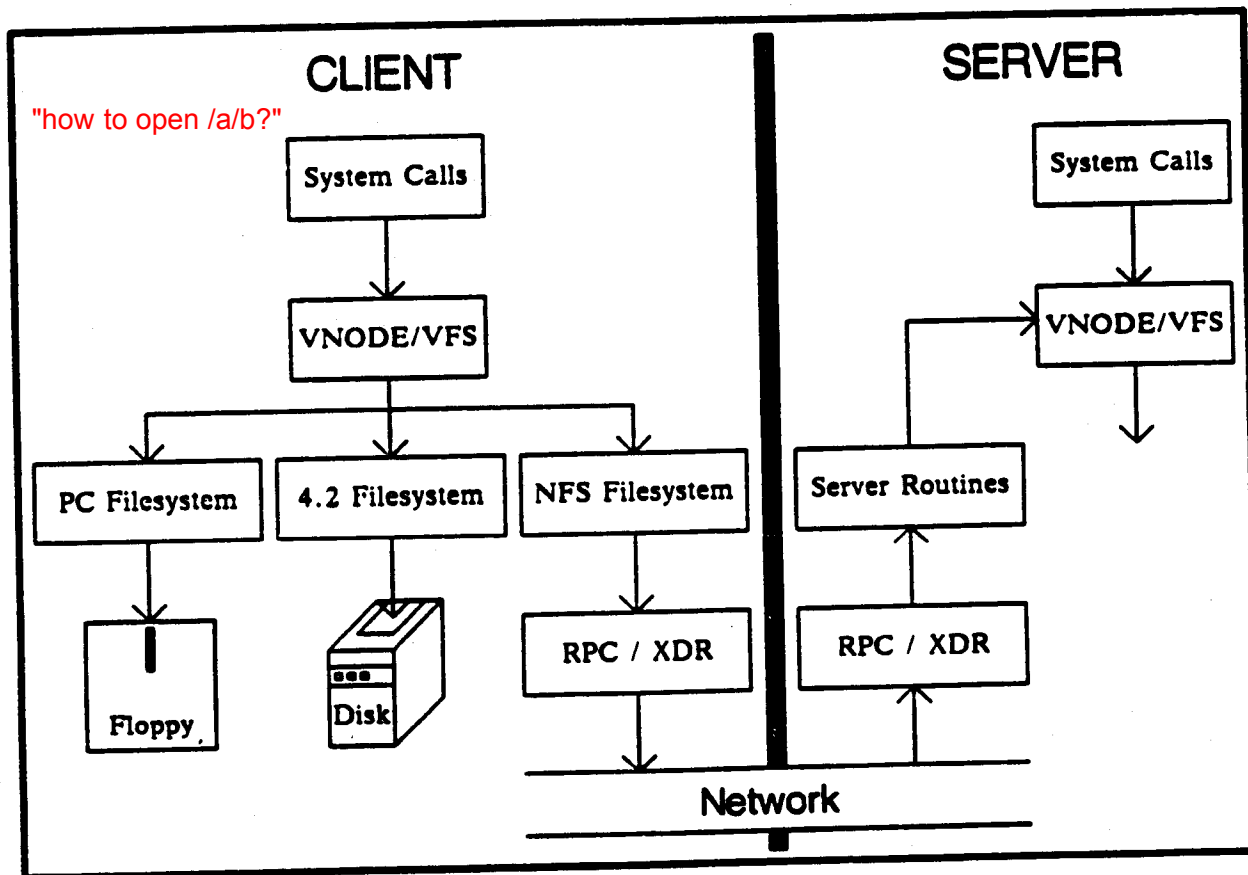 CLIENT
SERVER
"how to open /a/b?"
System Calls
System Calls
VNODE/VFS
VNODE/VFS
PC Filesystem
4.2 Filesystem
NFS Filesystem
Server Routines
Floppy
Disk
RPC / XDR
RPC / XDR
Network